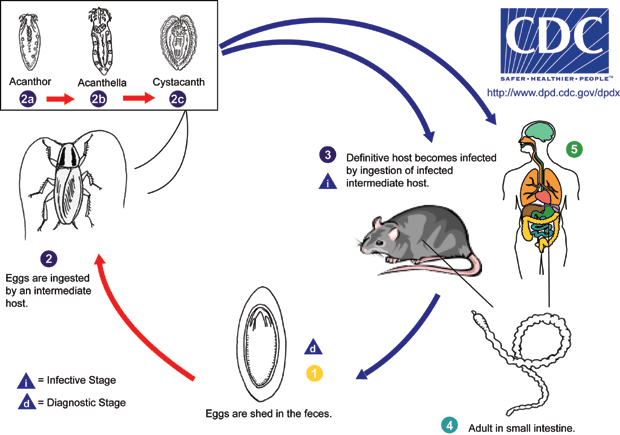 Acanthor
Acanthella
Cystacanth
2a
2b
2c
CDC
SAFER·HEALTHIER·PEOPLE™
http://www.dpd.cdc.gov/dpdx
3
Definitive host becomes infected
by ingestion of infected
intermediate host.
i
5
2
Eggs are ingested
by an intermediate
host.
d
1
Eggs are shed in the feces.
i = Infective Stage
d = Diagnostic Stage
4
Adult in small intestine.